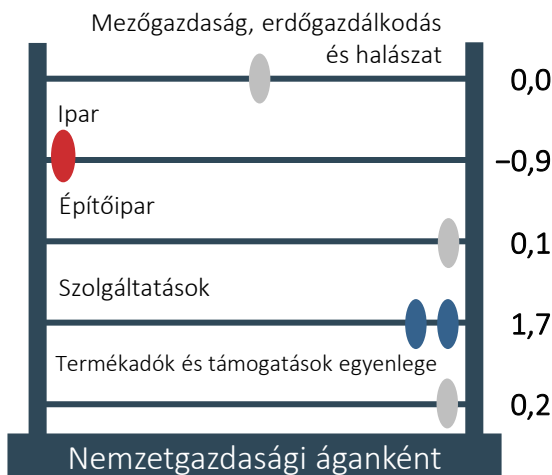 Mezőgazdaság, erdőgazdálkodás
és halászat
0,0
Ipar
−0,9
Építőipar
0,1
Szolgáltatások
1,7
Termékadók és támogatások egyenlege
0,2
Nemzetgazdasági áganként